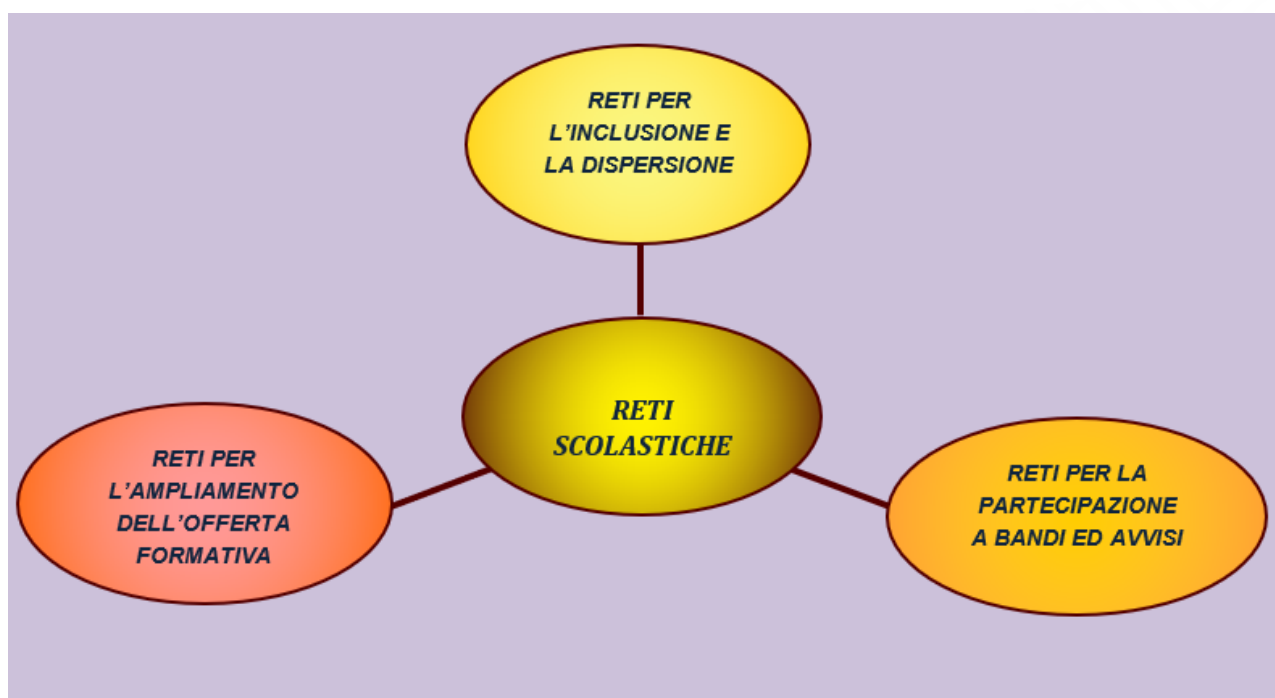 RETI PER
L’INCLUSIONE E
LA DISPERSIONE
RETI
SCOLASTICHE
RETI PER
L’AMPLIAMENTO
DELL’OFFERTA
FORMATIVA
RETI PER LA
PARTECIPAZIONE
A BANDI ED AVVISI